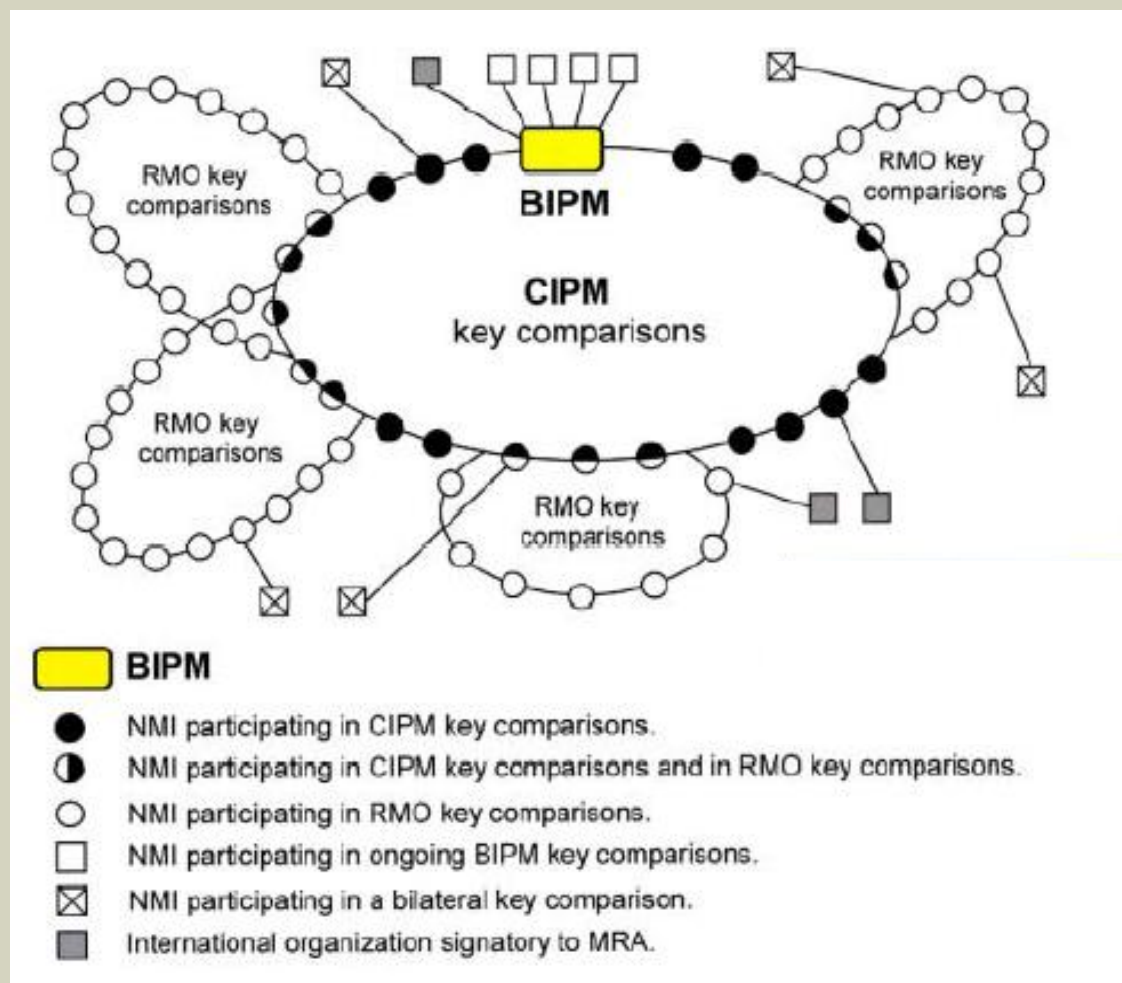 RMO key
comparisons
BIPM
RMO key
comparisons
CIPM
key comparisons
RMO key
comparisons
RMO key
comparisons
BIPM
NMI participating in CIPM key comparisons.
NMI participating in CIPM key comparisons and in RMO key comparisons.
NMI participating in RMO key comparisons.
NMI participating in ongoing BIPM key comparisons.
NMI participating in a bilateral key comparison.
International organization signatory to MRA.